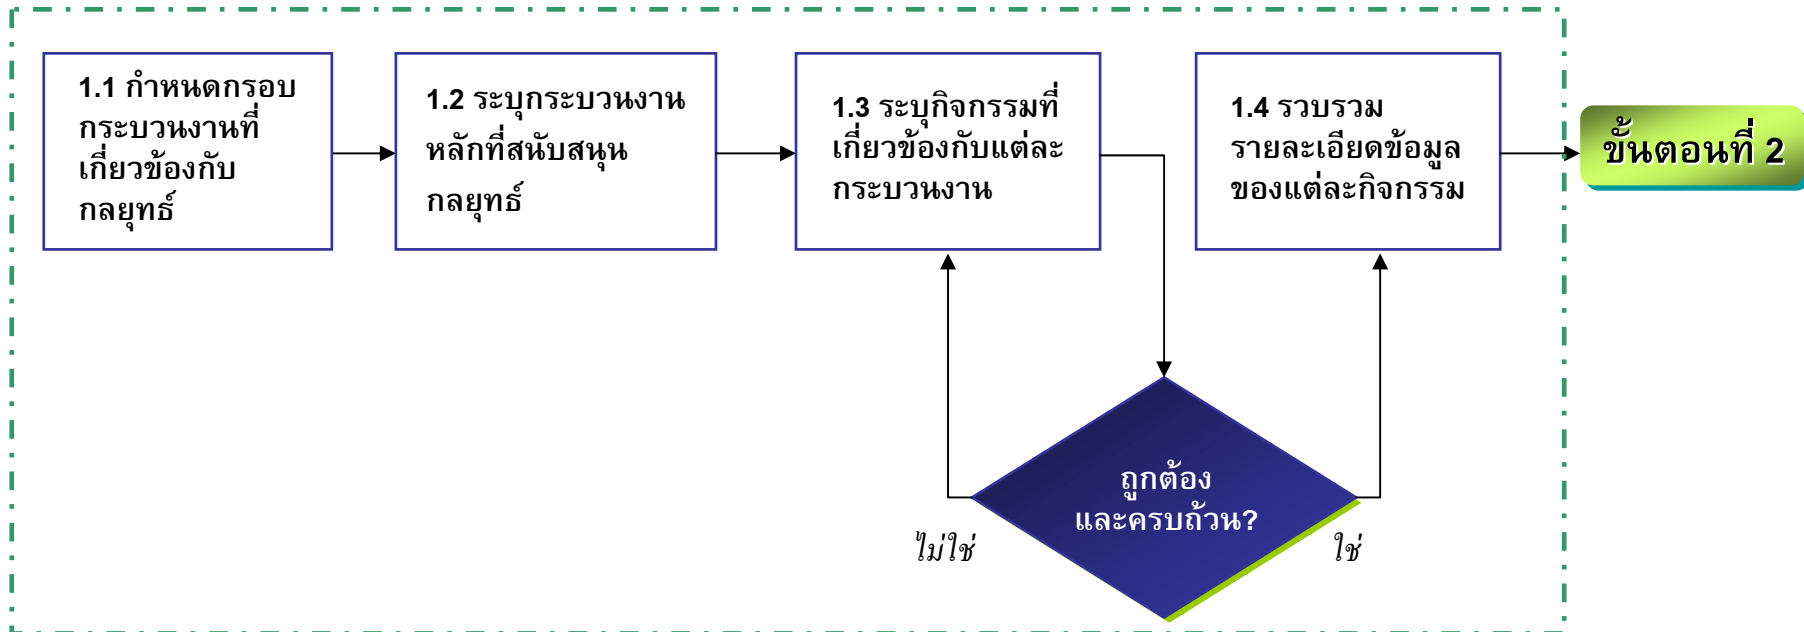 1.1 กำหนดกรอบ
กระบวนงานที่
เกี่ยวข้องกับ
กลยุทธ์
1.2 ระบุกระบวนงาน
หลักที่สนับสนุน
กลยุทธ์
1.3 ระบุกิจกรรมที่
เกี่ยวข้องกับแต่ละ
กระบวนงาน
1.4 รวบรวม
รายละเอียดข้อมูล
ของแต่ละกิจกรรม
ขั้นตอนที่ 2
ถูกต้อง
และครบถ้วน?
ไม่ใช่
ใช่